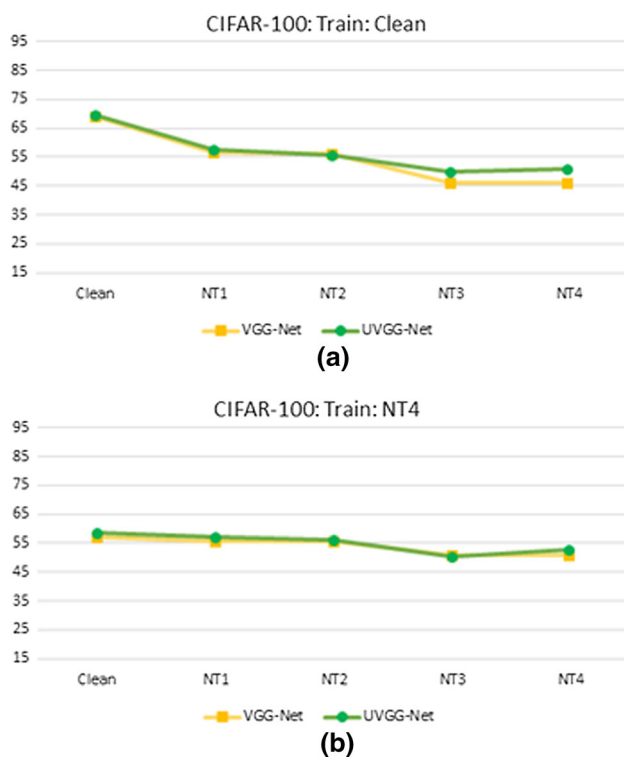 CIFAR-100: Train: Clean
95
85
75
65
55
45
35
25
15
Clean NT1 NT2 NT3 NT4
VGG-Net UVGG-Net
(a)
CIFAR-100: Train: NT4
95
85
75
65
55
45
35
25
15
Clean NT1 NT2 NT3 NT4
VGG-Net UVGG-Net
(b)